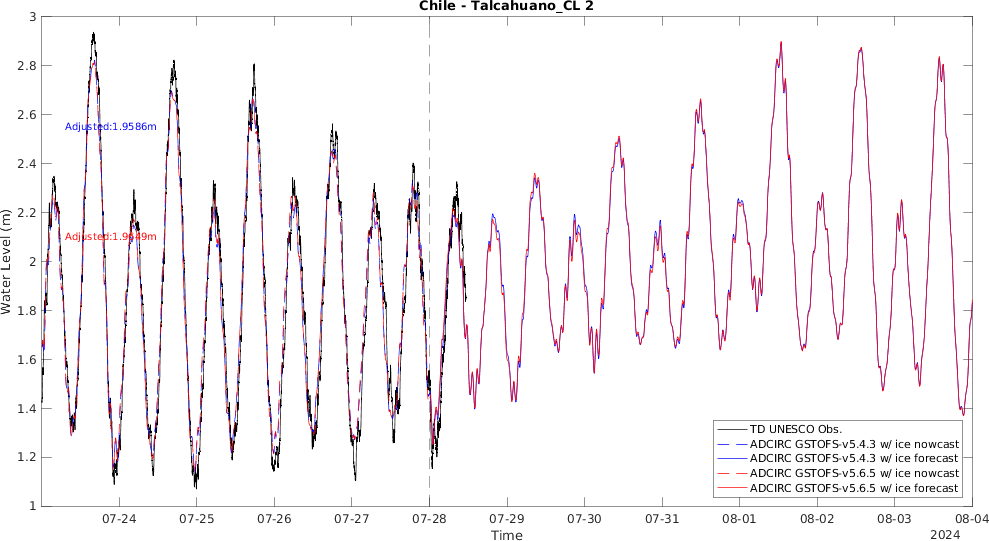 Chile - Talcahuano_CL 2
3
2.8
2.6
2.4
2.2
2
1.8
1.6
1.4
1.2
1
Water Level (m)
Adjusted:1.9586m
Adjusted:1.9649m
TD UNESCO Obs.
ADCIRC GSTOFS-v5.4.3 w/ ice nowcast
ADCIRC GSTOFS-v5.4.3 w/ ice forecast
ADCIRC GSTOFS-v5.6.5 w/ ice nowcast
ADCIRC GSTOFS-v5.6.5 w/ ice forecast
07-24 07-25 07-26 07-27 07-28 07-29 07-30 07-31 08-01 08-02 08-03 08-04
Time
2024